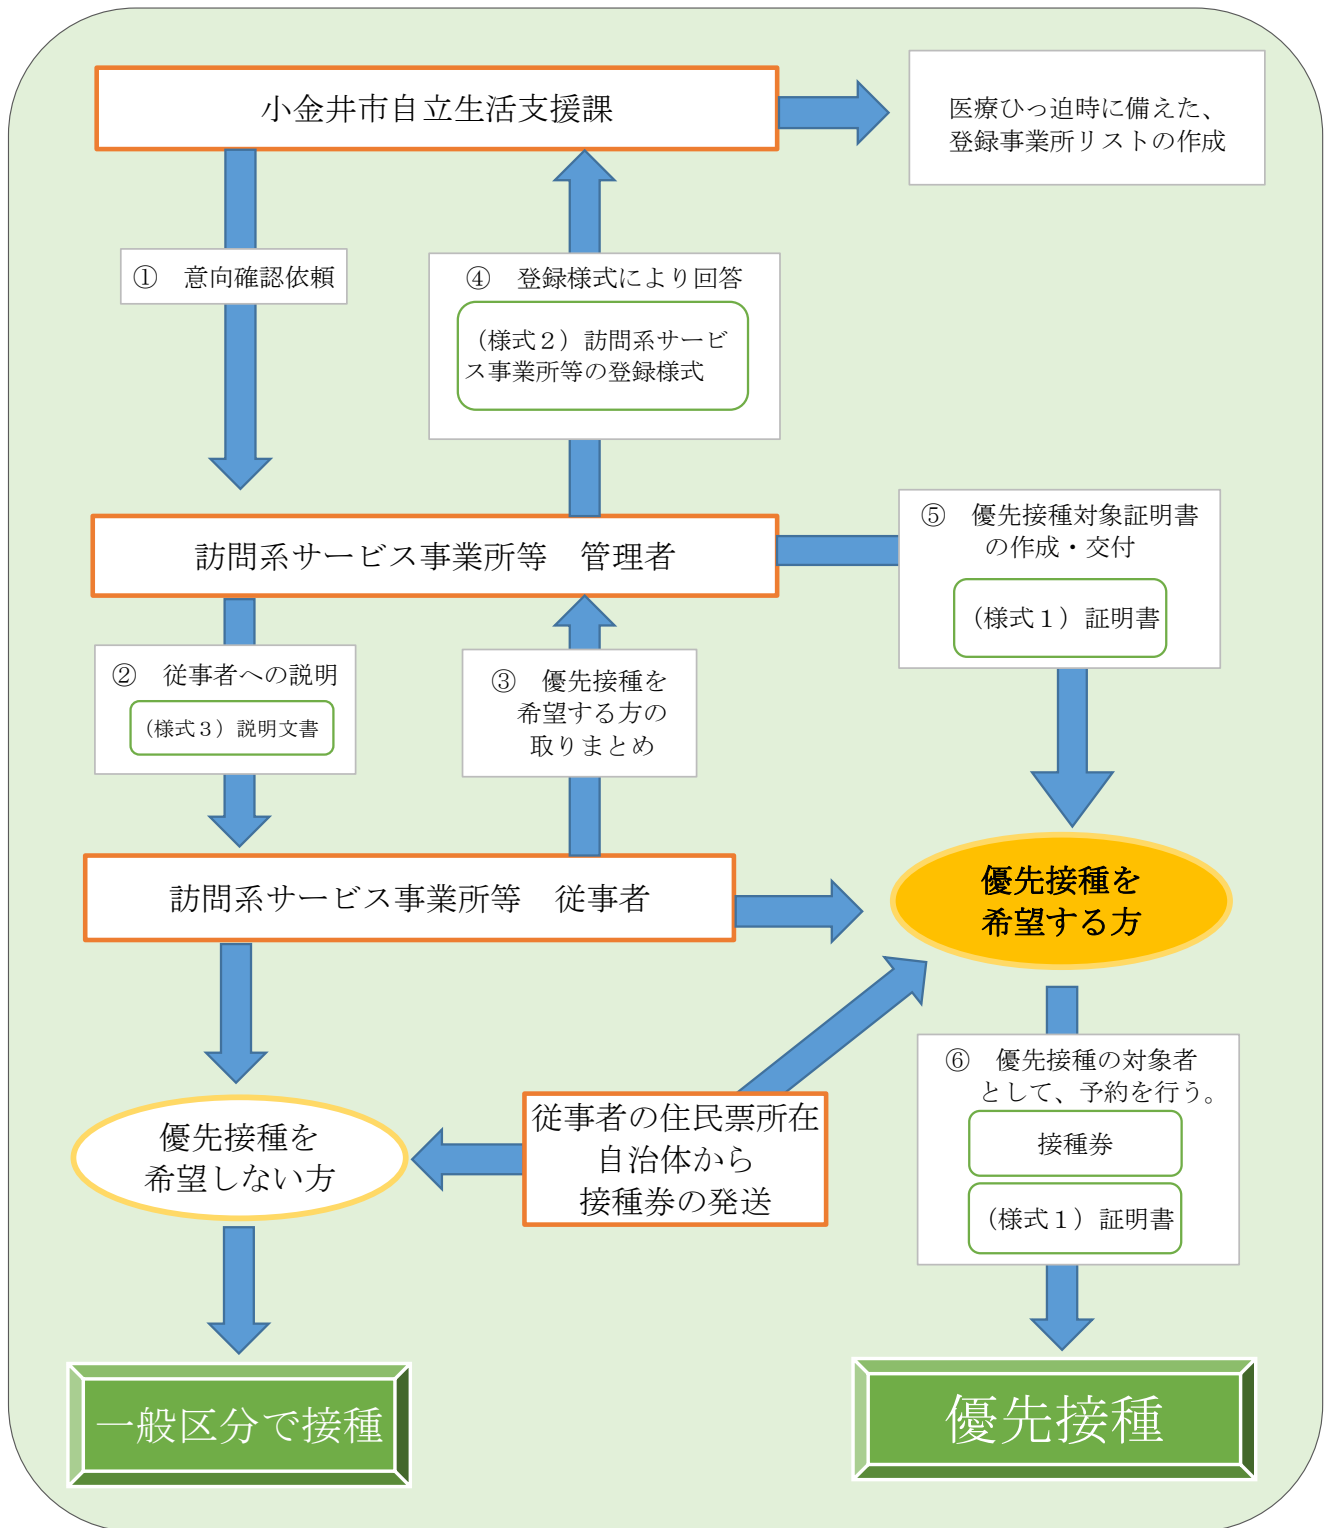 小金井市自立生活支援課
医療ひっ迫時に備えた、
登録事業所リストの作成
① 意向確認依頼
④ 登録様式により回答
（様式２）訪問系サービ
ス事業所等の登録様式
訪問系サービス事業所等 管理者
⑤ 優先接種対象証明書
の作成・交付
（様式１）証明書
② 従事者への説明
（様式３）説明文書
③ 優先接種を
希望する方の
取りまとめ
訪問系サービス事業所等 従事者
優先接種を
希望する方
⑥ 優先接種の対象者
として、予約を行う。
接種券
（様式１）証明書
優先接種を
希望しない方
従事者の住民票所在
自治体から
接種券の発送
一般区分で接種
優先接種